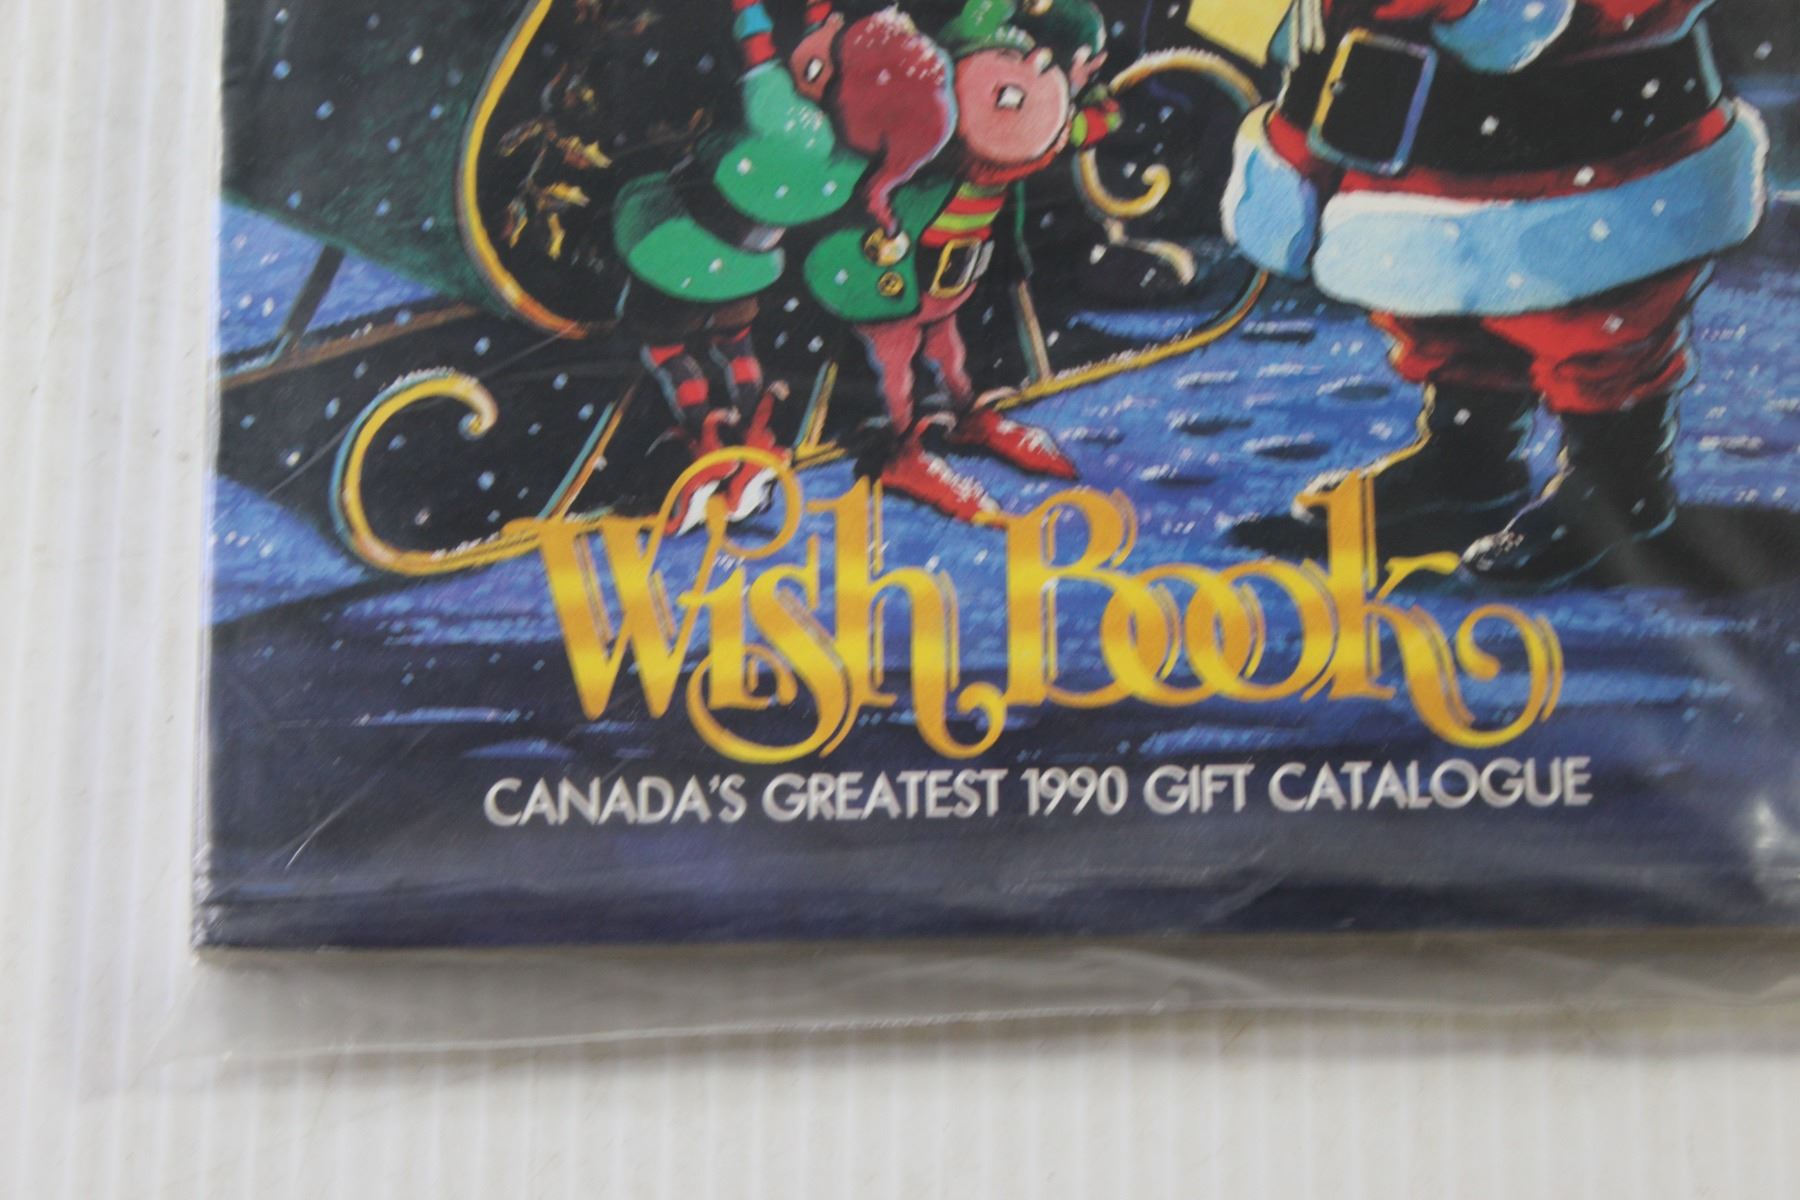 Wish Book
CANADA'S GREATEST 1990 GIFT CATALOGUE